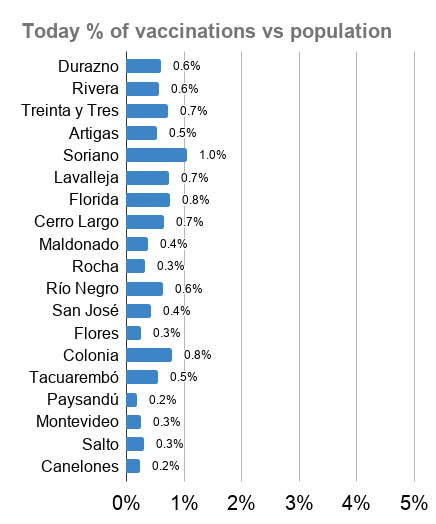 Today % of vaccinations vs population
Durazno 0.6%
Rivera 0.6%
Treinta y Tres 0.7%
Artigas 0.5%
Soriano 1.0%
Lavalleja 0.7%
Florida 0.8%
Cerro Largo 0.7%
Maldonado 0.4%
Rocha 0.3%
Río Negro 0.6%
San José 0.4%
Flores 0.3%
Colonia 0.8%
Tacuarembó 0.5%
Paysandú 0.2%
Montevideo 0.3%
Salto 0.3%
Canelones 0.2%
0% 1% 2% 3% 4% 5%